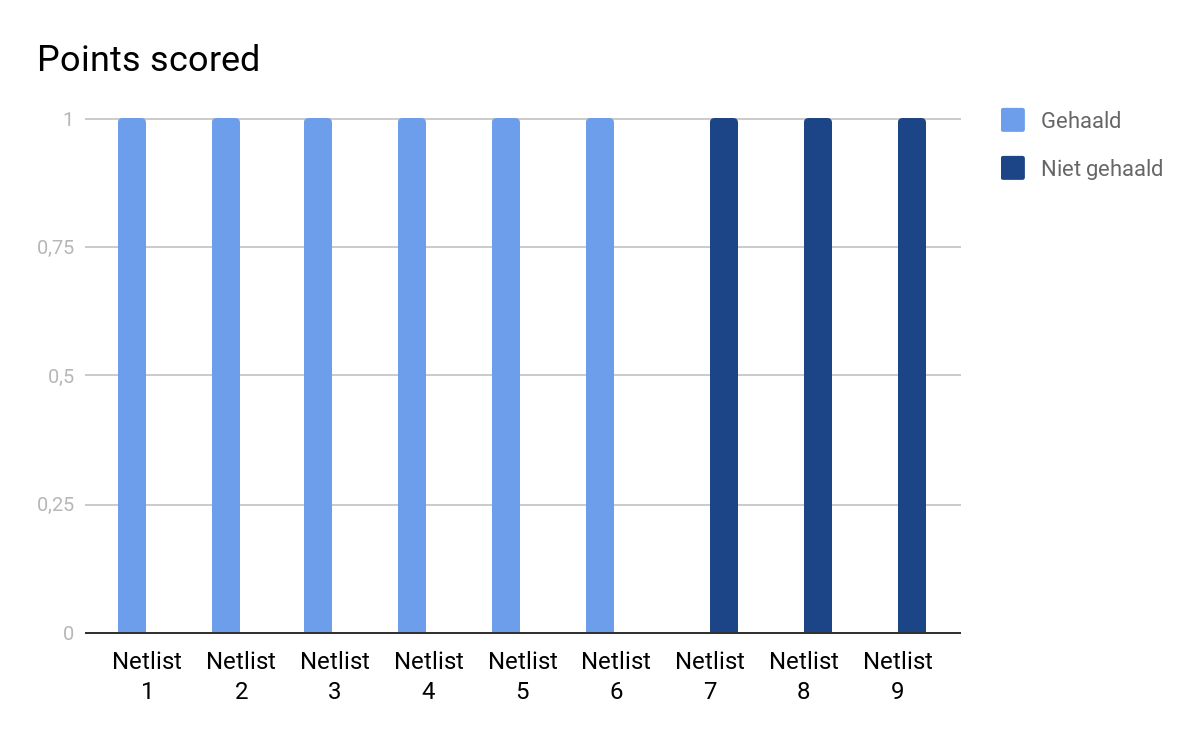 Points scored
1
0,75
0,5
0,25
0
Gehaald
Niet gehaald
Netlist
1
Netlist
2
Netlist
3
Netlist
4
Netlist
5
Netlist
6
Netlist
7
Netlist
8
Netlist
9